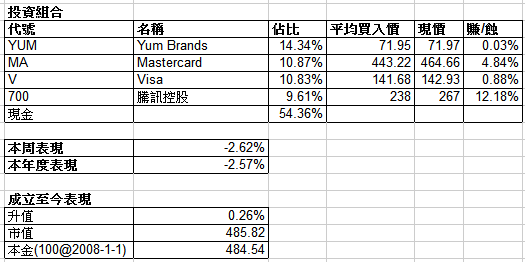 投資組合
代號 名稱 佔比 平均買入價 現價 賺/蝕
YUM Yum Brands 14.34% 71.95 71.97 0.03%
MA Mastercard 10.87% 443.22 464.66 4.84%
V Visa 10.83% 141.68 142.93 0.88%
700 騰訊控股 9.61% 238 267 12.18%
現金 54.36%
本周表現 -2.62%
本年度表現 -2.57%
成立至今表現
升值 0.26%
市值 485.82
本金(100@2008-1-1) 484.54